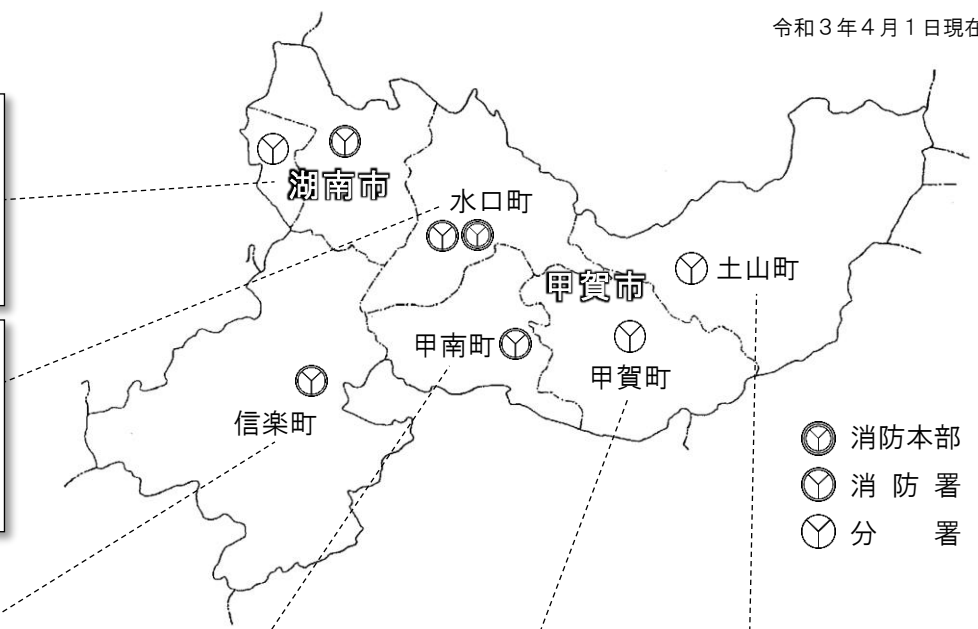 令和3年4月1日現在
湖南市
水口町
土山町
甲賀市
甲南町
甲賀町
信楽町
消防本部
消防署
分署